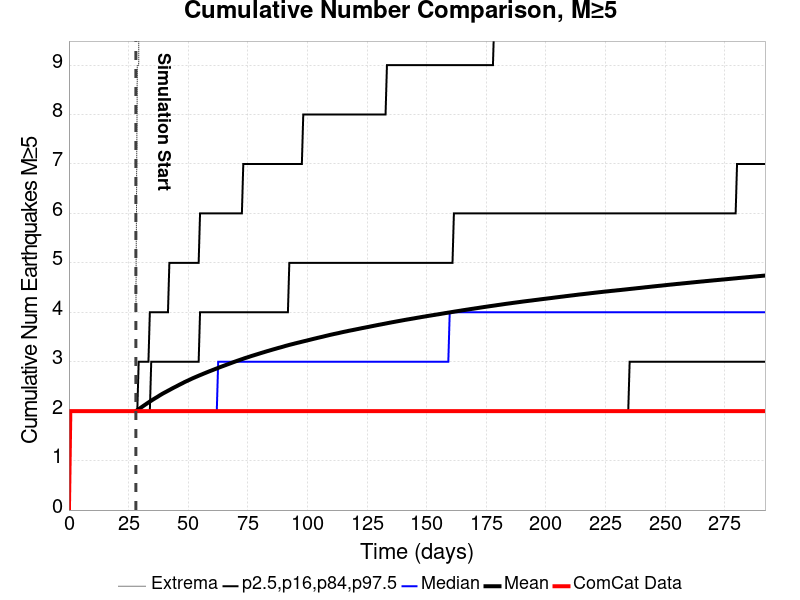 Cumulative Number Comparison, M≥5
Cumulative Num Earthquakes M≥5
9
8
7
6
5
4
3
2
1
0
Simulation Start
0 25 50 75 100 125 150 175 200 225 250 275
Time (days)
Extrema p2.5,p16,p84,p97.5 Median Mean ComCat Data